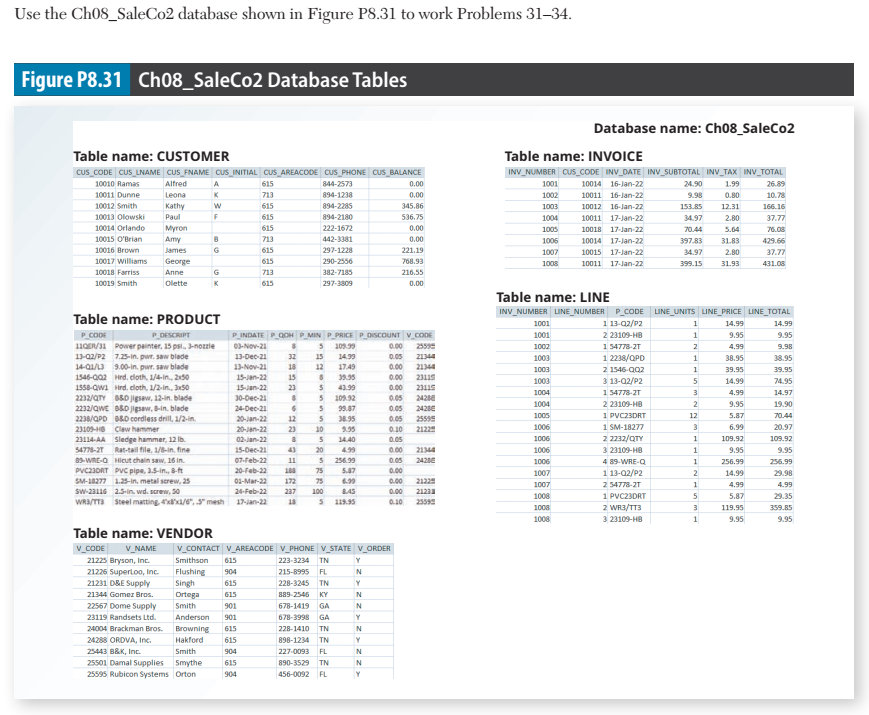 Use the Ch08_SaleCo2 database shown in Figure P8.31 to work Problems 31–34.
Figure P8.31 Ch08_SaleCo2 Database Tables
Database name: Ch08_SaleCo2
Table name: CUSTOMER
CUS_CODE CUS_LNAME CUS_FNAME CUS_INITIAL CUS_AREACODE CUS_PHONE CUS_BALANCE
10010 Ramas Alfred A 615 844-2573 0.00
10011 Dunne Leona K 713 894-1238 0.00
10012 Smith Kathy W 615 894-2285 345.86
10013 Olowski Paul F 615 894-2180 536.75
10014 Orlando Myron 615 222-1672 0.00
10015 O'Brian Amy B 713 442-3381 0.00
10016 Brown James G 615 297-1228 221.19
10017 Williams George 615 290-2556 768.93
10018 Farriss Anne G 713 382-7185 216.55
10019 Smith Olette K 615 297-3809 0.00
Table name: INVOICE
INV_NUMBER CUS_CODE INV_DATE INV_SUBTOTAL INV_TAX INV_TOTAL
1001 10014 16-Jan-22 24.90 1.99 26.89
1002 10011 16-Jan-22 9.98 0.80 10.78
1003 10012 16-Jan-22 153.85 12.31 166.16
1004 10011 17-Jan-22 34.97 2.80 37.77
1005 10018 17-Jan-22 70.44 5.64 76.08
1006 10014 17-Jan-22 397.83 31.83 429.66
1007 10015 17-Jan-22 34.97 2.80 37.77
1008 10011 17-Jan-22 399.15 31.93 431.08
Table name: PRODUCT
P_CODE P_DESCRIPT P_INDATE P_QOH P_MIN P_PRICE P_DISCOUNT V_CODE
11QER/31 Power painter, 15 psi., 3-nozzle 03-Nov-21 8 5 109.99 0.00 25595
13-Q2/P2 7.25-in. pwr. saw blade 13-Dec-21 32 15 14.99 0.05 21344
14-Q1/L3 9.00-in. pwr. saw blade 13-Nov-21 18 12 17.49 0.00 21344
1546-QQ2 Hrd. cloth, 1/4-in., 2x50 15-Jan-22 15 8 39.95 0.00 23119
1558-QW1 Hrd. cloth, 1/2-in., 3x50 15-Jan-22 23 5 43.99 0.00 23119
2232/QTY B&D jigsaw, 12-in. blade 30-Dec-21 8 5 109.92 0.05 24288
2232/QWE B&D jigsaw, 8-in. blade 24-Dec-21 6 5 99.87 0.05 24288
2238/QPD B&D cordless drill, 1/2-in. 20-Jan-22 12 5 38.95 0.05 25595
23109-HB Claw hammer 20-Jan-22 23 10 9.95 0.10 21225
23114-AA Sledge hammer, 12 lb. 02-Jan-22 8 5 14.40 0.05
54778-2T Rat-tail file, 1/8-in. fine 15-Dec-21 43 20 4.99 0.00 21344
89-WRE-Q Hicut chain saw, 16 in. 07-Feb-22 11 5 256.99 0.05 24288
PVC23DRT PVC pipe, 3.5-in., 8-ft 20-Feb-22 188 75 5.87 0.00
SM-18277 1.25-in. metal screw, 25 01-Mar-22 172 75 6.99 0.00 21225
SW-23116 2.5-in. wd. screw, 50 24-Feb-22 237 100 8.45 0.00 21231
WR3/TT3 Steel matting, 4'x8'x1/6", .5" mesh 17-Jan-22 18 5 119.95 0.10 25595
Table name: LINE
INV_NUMBER LINE_NUMBER P_CODE LINE_UNITS LINE_PRICE LINE_TOTAL
1001 1 13-Q2/P2 1 14.99 14.99
1001 2 23109-HB 1 9.95 9.95
1002 1 54778-2T 2 4.99 9.98
1003 1 2238/QPD 1 38.95 38.95
1003 2 1546-QQ2 1 39.95 39.95
1003 3 13-Q2/P2 5 14.99 74.95
1004 1 54778-2T 3 4.99 14.97
1004 2 23109-HB 2 9.95 19.90
1005 1 PVC23DRT 12 5.87 70.44
1006 1 SM-18277 3 6.99 20.97
1006 2 2232/QTY 1 109.92 109.92
1006 3 23109-HB 1 9.95 9.95
1006 4 89-WRE-Q 1 256.99 256.99
1007 1 13-Q2/P2 2 14.99 29.98
1007 2 54778-2T 1 4.99 4.99
1008 1 PVC23DRT 5 5.87 29.35
1008 2 WR3/TT3 3 119.95 359.85
1008 3 23109-HB 1 9.95 9.95
Table name: VENDOR
V_CODE V_NAME V_CONTACT V_AREACODE V_PHONE V_STATE V_ORDER
21225 Bryson, Inc. Smithson 615 223-3234 TN Y
21226 SuperLoo, Inc. Flushing 904 215-8995 FL N
21231 D&E Supply Singh 615 228-3245 TN Y
21344 Gomez Bros. Ortega 615 889-2546 KY N
22567 Dome Supply Smith 901 678-1419 GA N
23119 Randsets Ltd. Anderson 901 678-3998 GA Y
24004 Brackman Bros. Browning 615 228-1410 TN N
24288 ORDVA, Inc. Hakford 615 898-1234 TN Y
25443 B&K, Inc. Smith 904 227-0093 FL N
25501 Damal Supplies Smythe 615 890-3529 TN N
25595 Rubicon Systems Orton 904 456-0092 FL Y